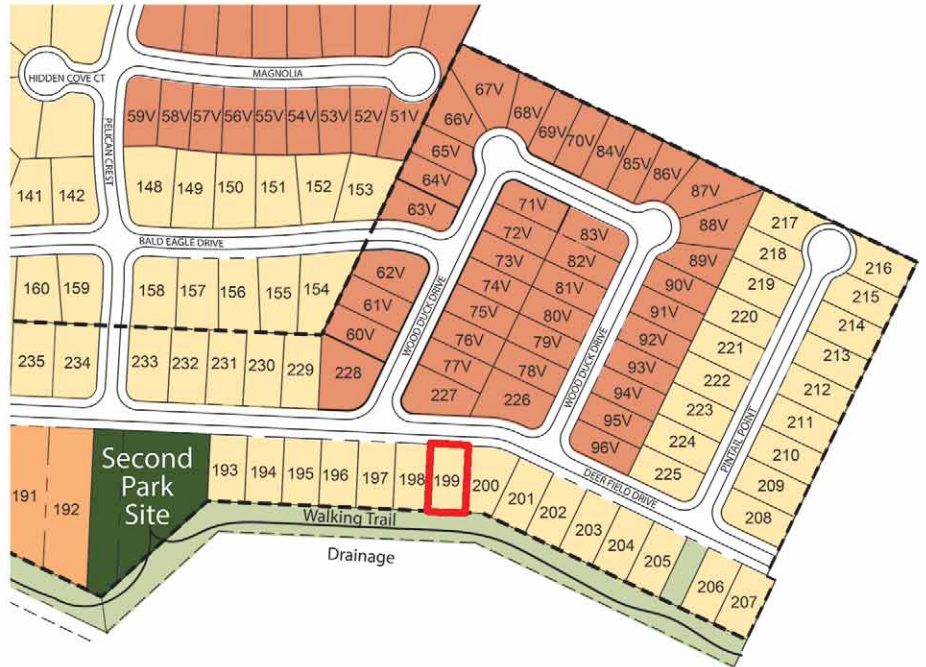 HIDDEN COVE CT
MAGNOLIA
PELICAN CREST
59V 58V 57V 56V 55V 54V 53V 52V 51V
67V
66V
68V
69V
70V
84V
85V
86V
87V
65V
64V
63V
88V
141 142
148 149 150 151 152 153
71V
72V
73V
74V
75V
76V
77V
227
83V
82V
81V
80V
79V
78V
226
89V
90V
91V
92V
93V
94V
95V
96V
217
218
219
220
221
222
223
224
225
216
215
214
213
212
211
210
209
208
BALD EAGLE DRIVE
62V
61V
60V
228
WOOD DUCK DRIVE
WOOD DUCK DRIVE
PINTAIL POINT
160 159
158 157 156 155 154
235 234
233 232 231 230 229
DEER FIELD DRIVE
191 192
Second
Park
Site
193 194 195 196 197 198 199 200 201 202 203 204 205 206 207
Walking Trail
Drainage